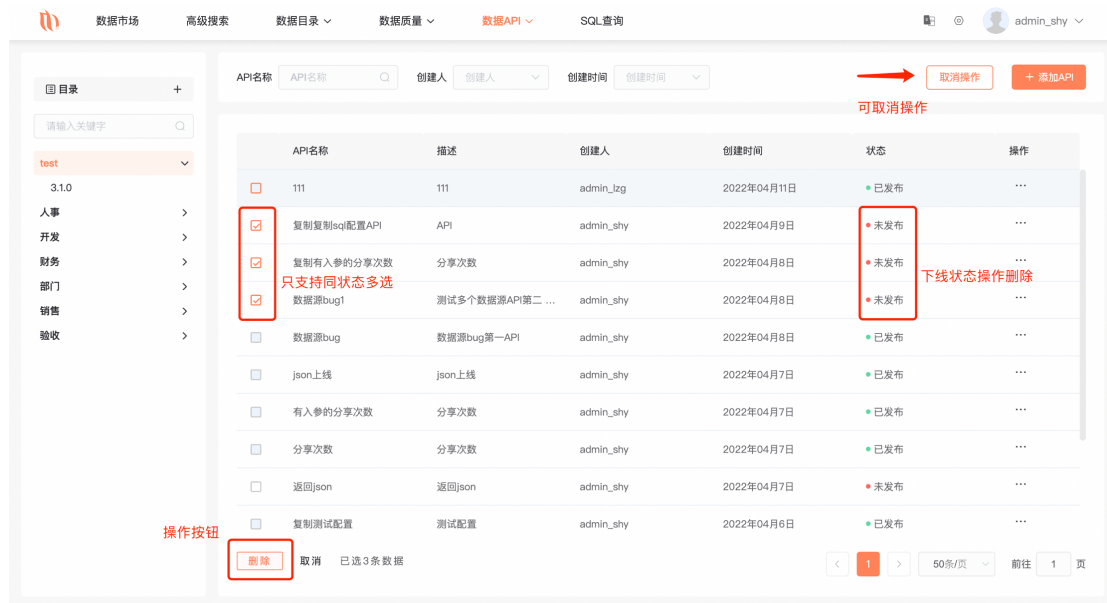 数据市场 高级搜索 数据目录 数据质量 数据API SQL查询 admin_shy
目录 +
请输入关键字
test
3.1.0
人事
开发
财务
部门
销售
验收
API名称 API名称 创建人 创建人 创建时间 创建时间 取消操作 + 添加API
可取消操作
API名称 描述 创建人 创建时间 状态 操作
111 111 admin_lzg 2022年04月11日 已发布 ...
复制复制sql配置API API admin_shy 2022年04月9日 未发布 ...
复制有入参的分享次数 分享次数 admin_shy 2022年04月8日 未发布 ...
只支持同状态多选 下线状态操作删除
数据源bug1 测试多个数据源API第二 ... admin_shy 2022年04月8日 未发布 ...
数据源bug 数据源bug第一API admin_shy 2022年04月8日 已发布 ...
json上线 json上线 admin_shy 2022年04月7日 已发布 ...
有入参的分享次数 分享次数 admin_shy 2022年04月7日 已发布 ...
分享次数 分享次数 admin_shy 2022年04月7日 已发布 ...
返回json 返回json admin_shy 2022年04月7日 未发布 ...
复制测试配置 测试配置 admin_shy 2022年04月6日 已发布 ...
操作按钮
删除 取消 已选3条数据 < 1 > 50条/页 前往 1 页